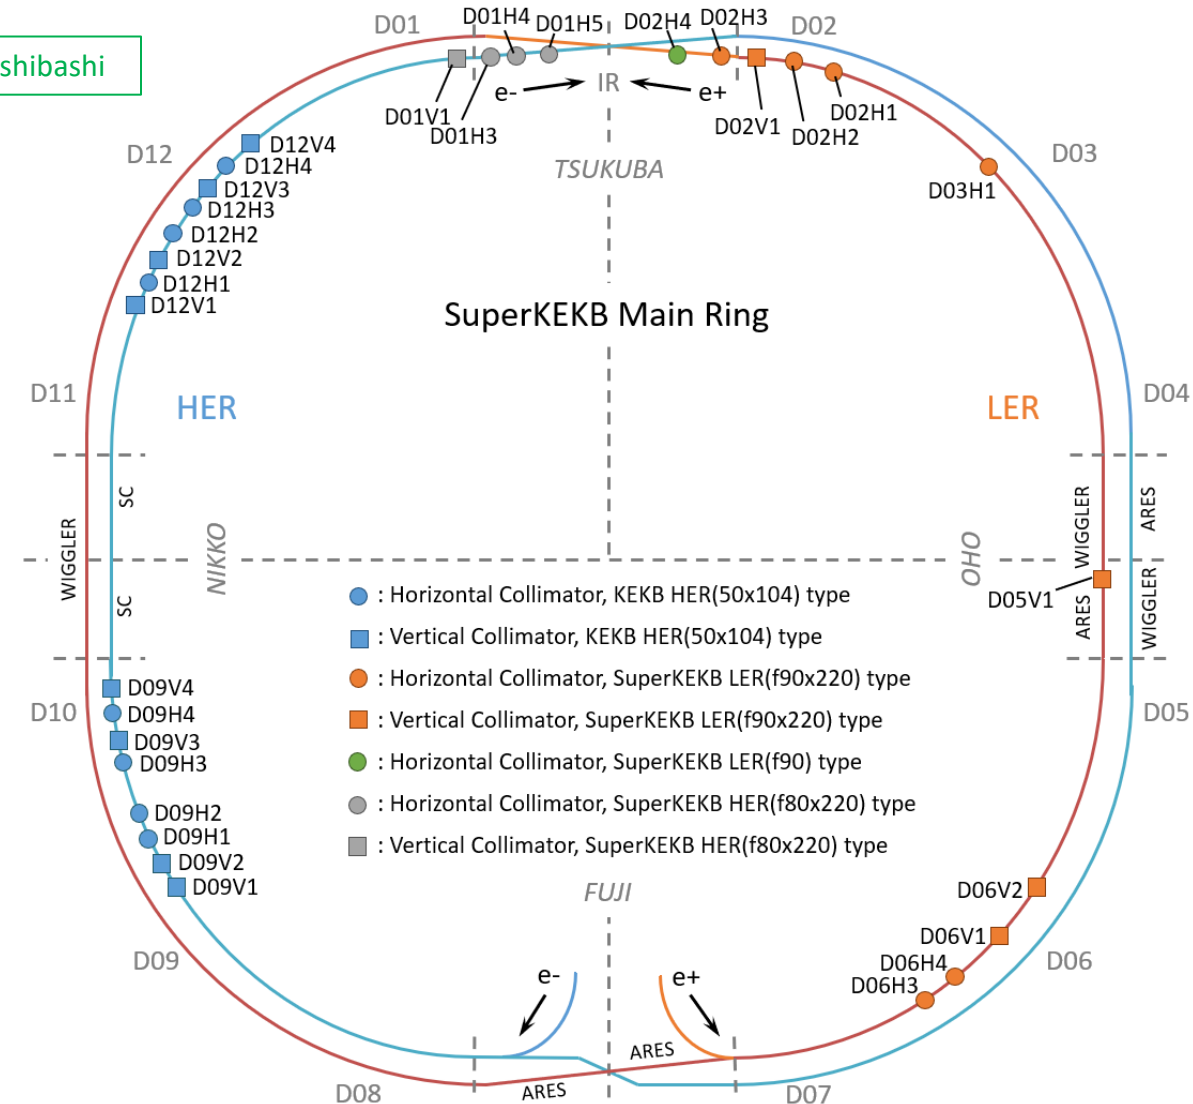 shibashi
D01
D01H4
D01H5
D02H4
D02H3
D02
IR
e-
e+
D01V1
D01H3
D02V1
D02H2
D02H1
D12
D12V4
D12H4
D12V3
D12H3
D12H2
D12V2
D12H1
D12V1
TSUKUBA
D03
D03H1
SuperKEKB Main Ring
D11
HER
LER
D04
SC
WIGGLER
ARES
WIGGLER
NIKKO
OHO
SC
D05V1
ARES
WIGGLER
: Horizontal Collimator, KEKB HER(50x104) type
: Vertical Collimator, KEKB HER(50x104) type
: Horizontal Collimator, SuperKEKB LER(f90x220) type
: Vertical Collimator, SuperKEKB LER(f90x220) type
: Horizontal Collimator, SuperKEKB LER(f90) type
: Horizontal Collimator, SuperKEKB HER(f80x220) type
: Vertical Collimator, SuperKEKB HER(f80x220) type
D10
D09V4
D09H4
D09V3
D09H3
D09H2
D09H1
D09V2
D09V1
D05
FUJI
D06V2
D06V1
D06H4
D06H3
D09
D06
e-
e+
ARES
ARES
D08
D07